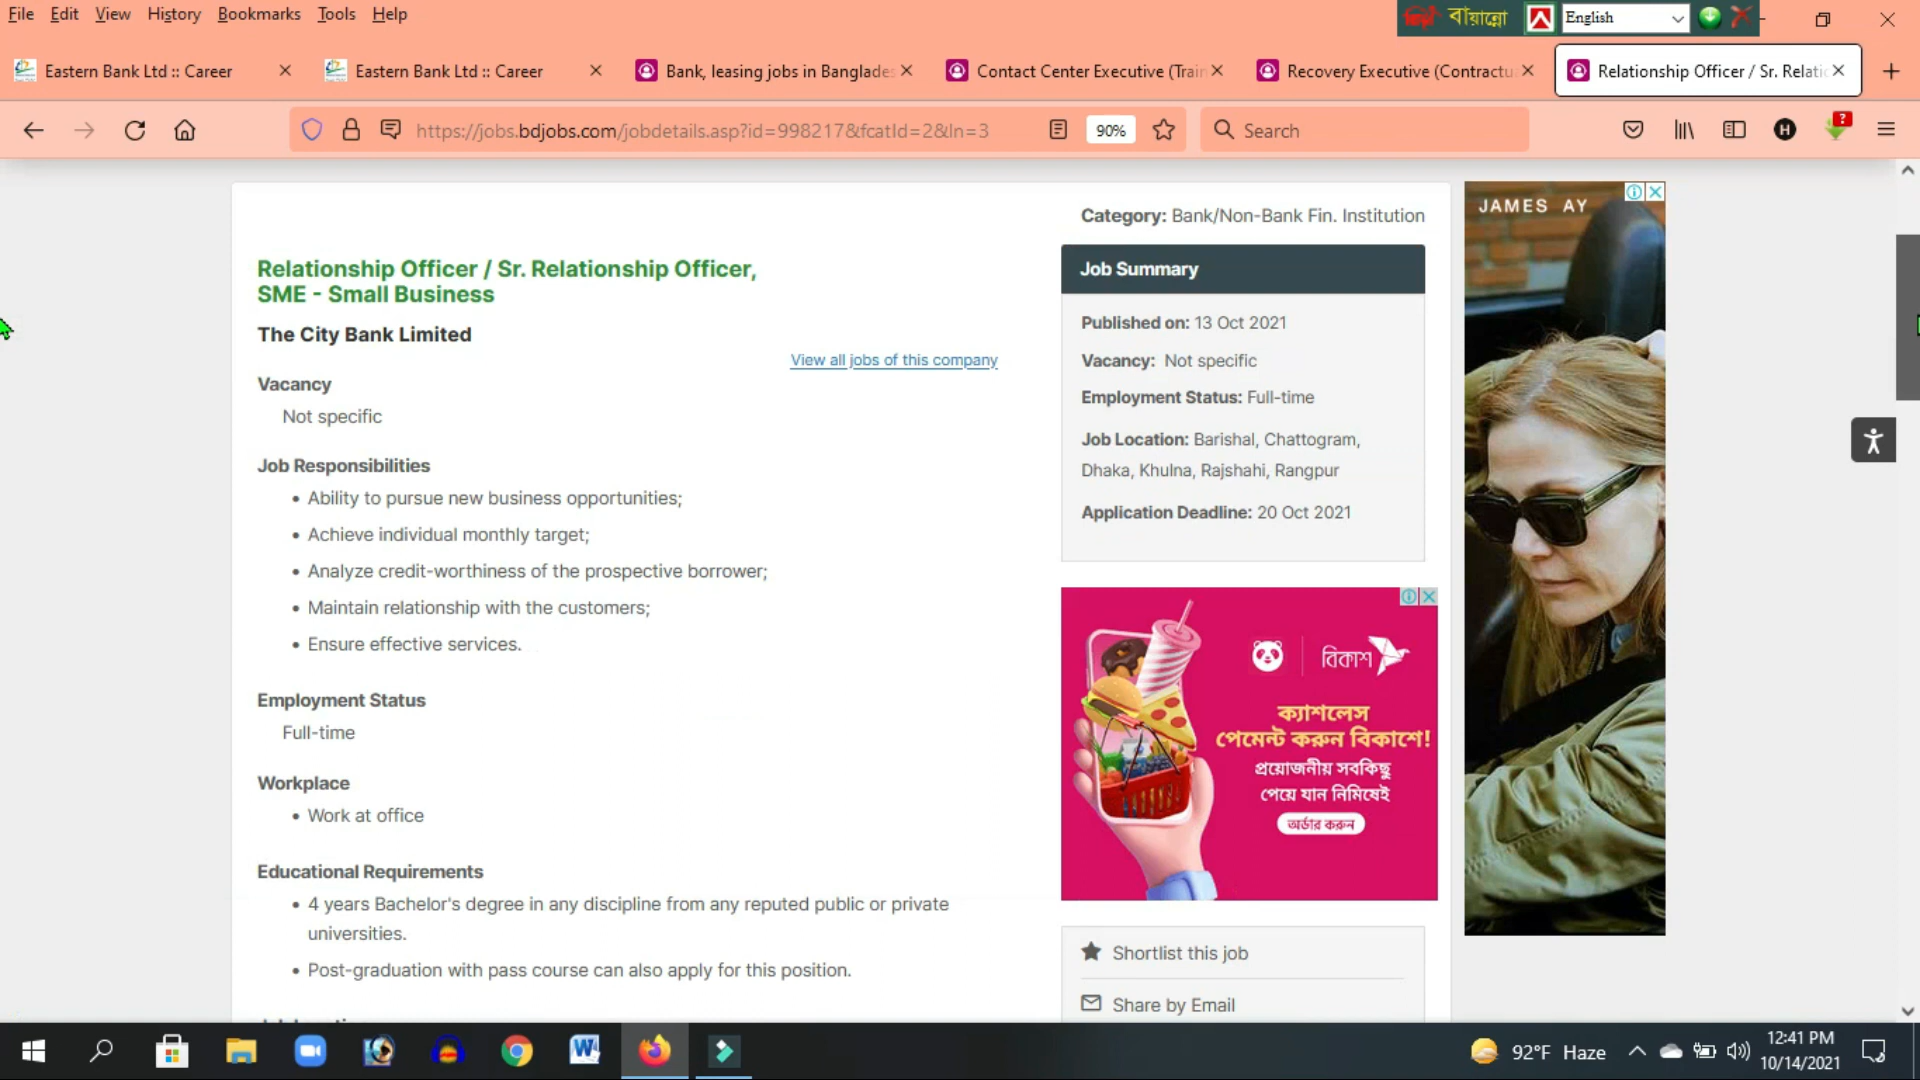 File Edit View History Bookmarks Tools Help
বায়ান্নো English
Eastern Bank Ltd :: Career
Eastern Bank Ltd :: Career
Bank, leasing jobs in Banglade
Contact Center Executive (Train
Recovery Executive (Contractu
Relationship Officer / Sr. Relatio
https://jobs.bdjobs.com/jobdetails.asp?id=998217&fcatId=2&ln=3
90%
Search
H
?
Category: Bank/Non-Bank Fin. Institution
Relationship Officer / Sr. Relationship Officer,
SME - Small Business
The City Bank Limited
View all jobs of this company
Vacancy
Not specific
Job Responsibilities
• Ability to pursue new business opportunities;
• Achieve individual monthly target;
• Analyze credit-worthiness of the prospective borrower;
• Maintain relationship with the customers;
• Ensure effective services.
Employment Status
Full-time
Workplace
• Work at office
Educational Requirements
• 4 years Bachelor's degree in any discipline from any reputed public or private
universities.
• Post-graduation with pass course can also apply for this position.
Job Summary
Published on: 13 Oct 2021
Vacancy: Not specific
Employment Status: Full-time
Job Location: Barishal, Chattogram,
Dhaka, Khulna, Rajshahi, Rangpur
Application Deadline: 20 Oct 2021
বিকাশ
ক্যাশলেস
পেমেন্ট করুন বিকাশে!
প্রয়োজনীয় সবকিছু
পেয়ে যান নিমিষেই
অর্ডার করুন
Shortlist this job
Share by Email
JAMES AY
92°F Haze
12:41 PM
10/14/2021